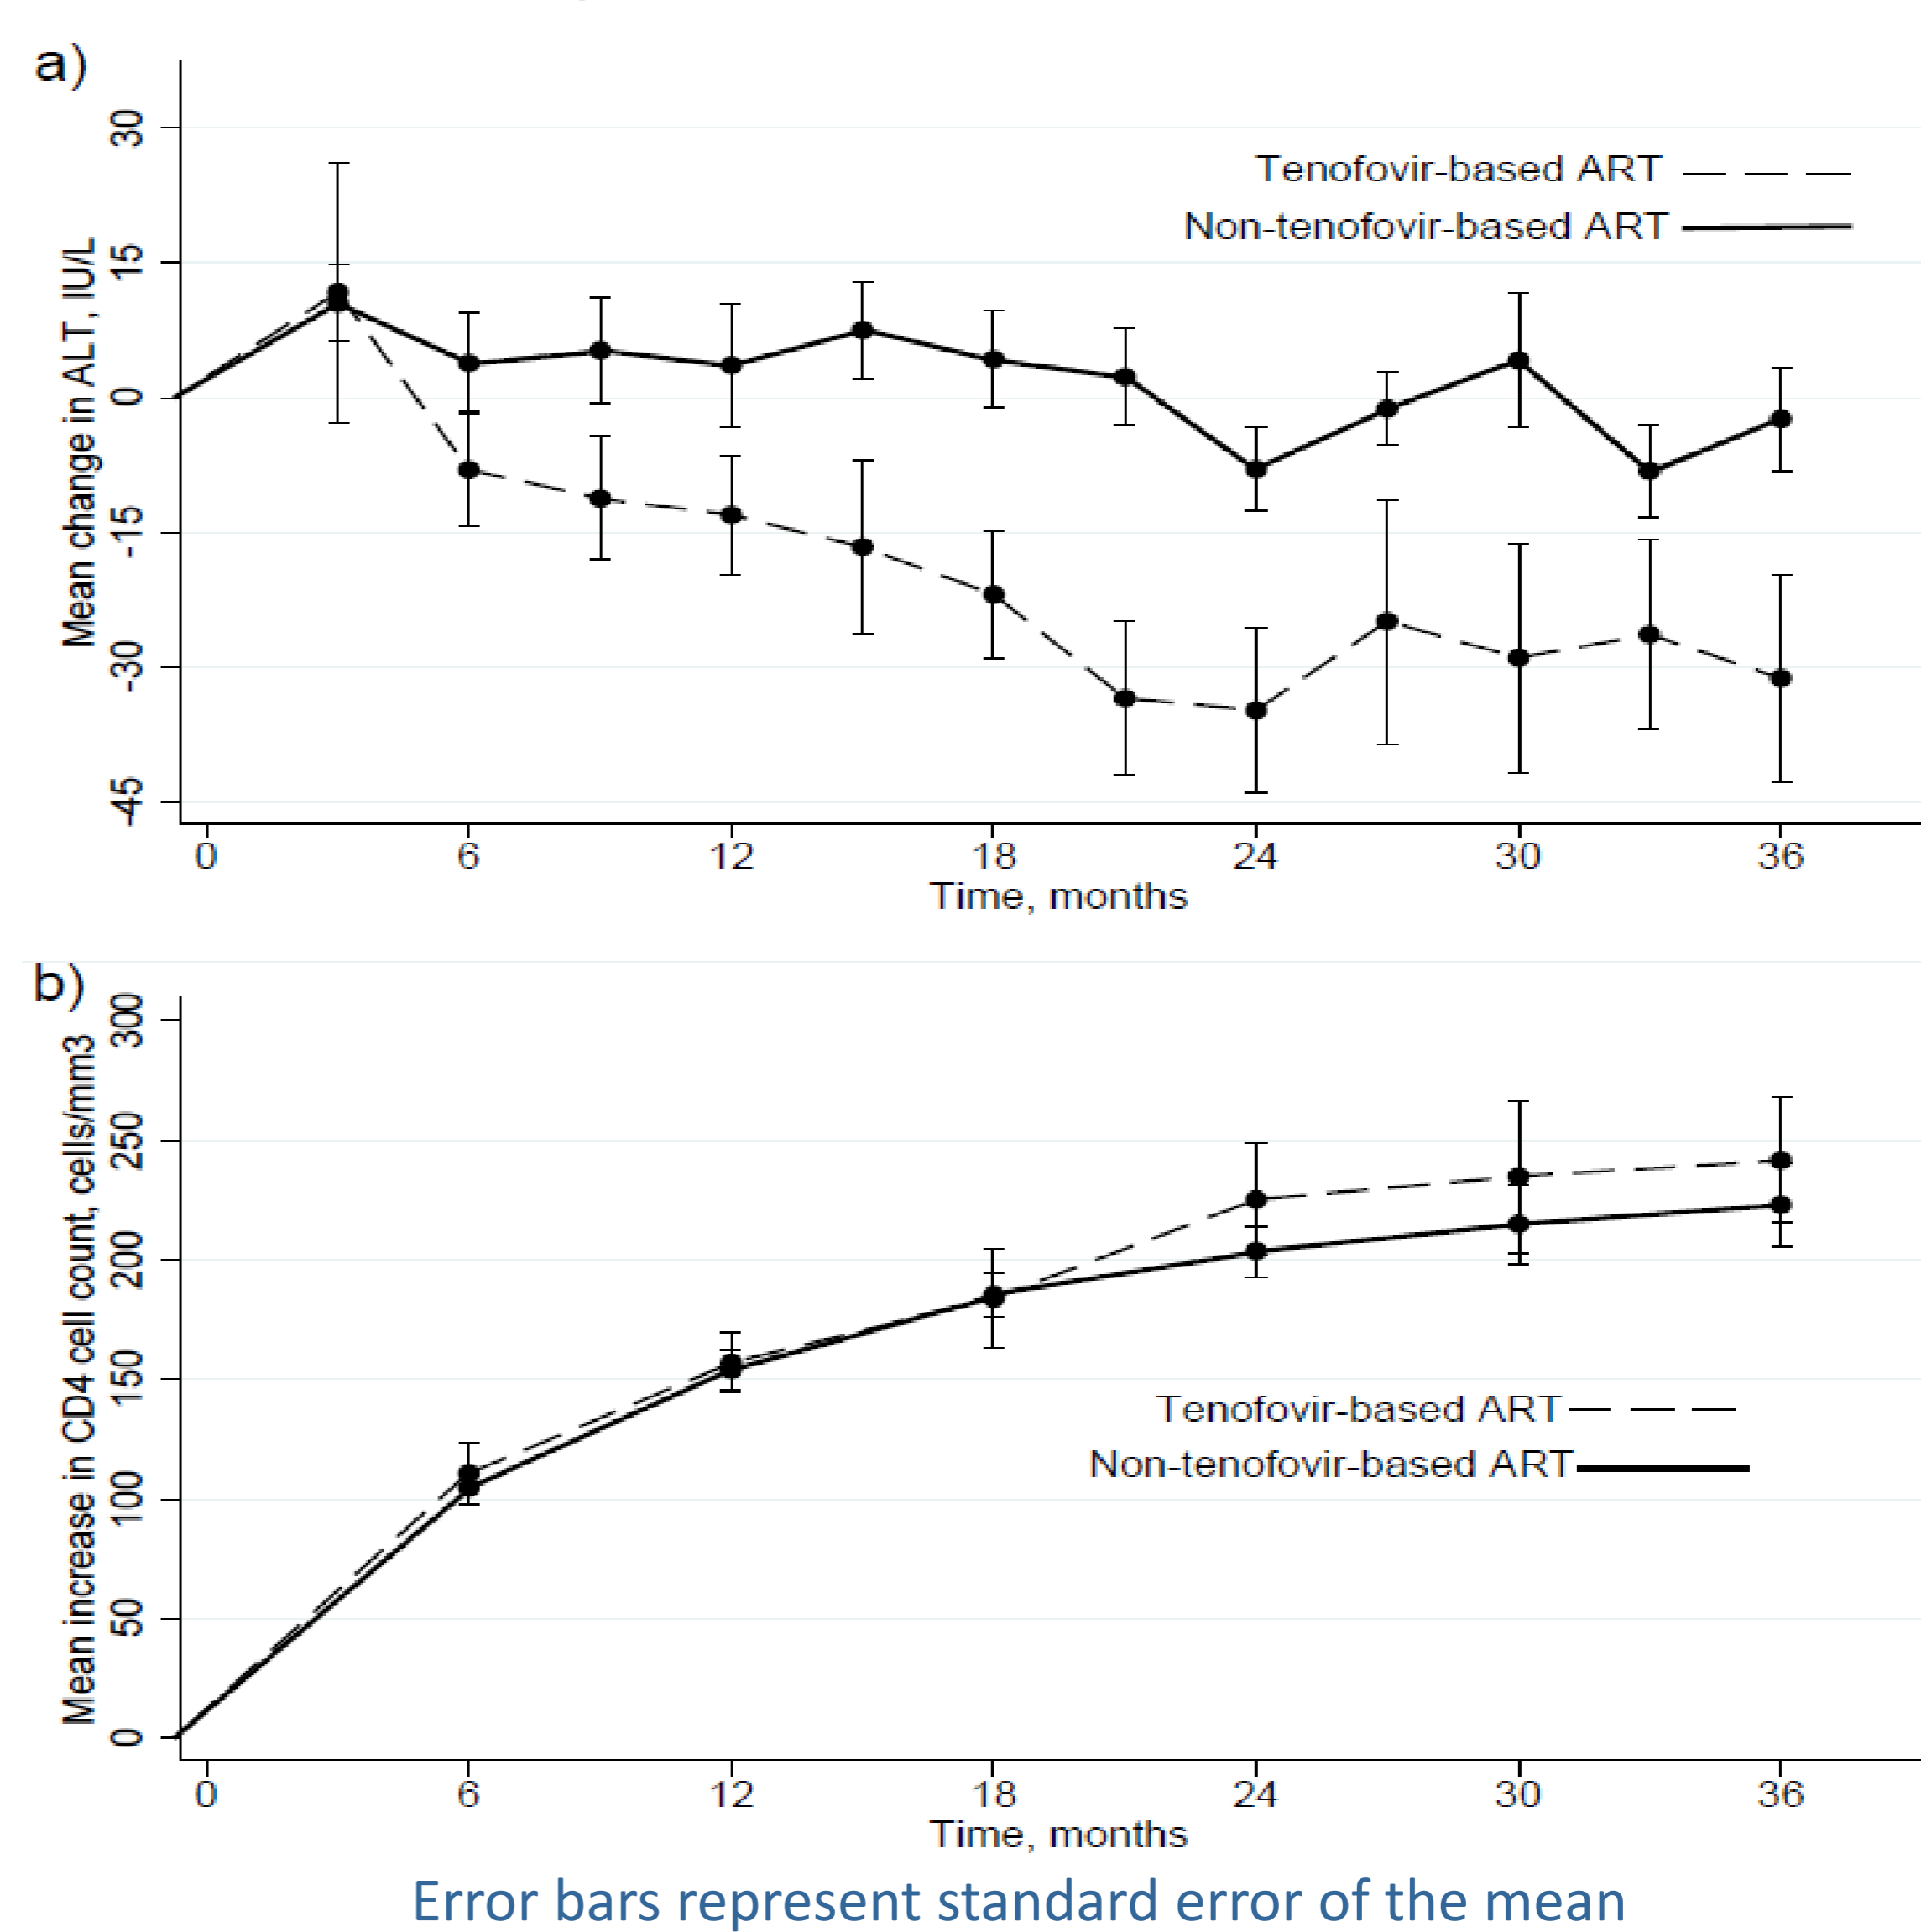 a)
Mean change in ALT, IU/L
30
15
0
-15
-30
-45
Tenofovir-based ART
Non-tenofovir-based ART
0 6 12 18 24 30 36
Time, months
b)
Mean increase in CD4 cell count, cells/mm3
300
250
200
150
100
50
0
Tenofovir-based ART
Non-tenofovir-based ART
0 6 12 18 24 30 36
Time, months
Error bars represent standard error of the mean